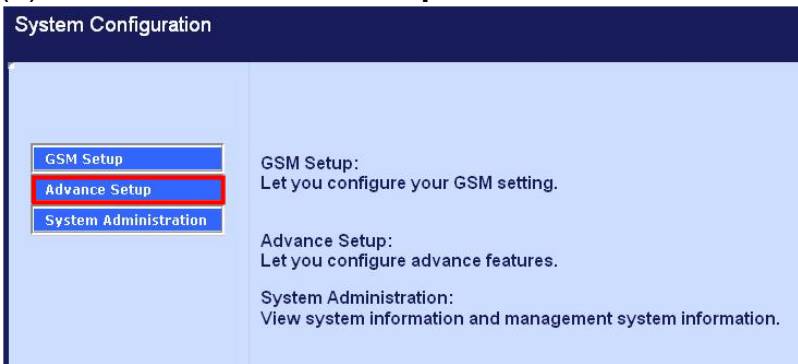 System Configuration
GSM Setup
Advance Setup
System Administration
GSM Setup:
Let you configure your GSM setting.
Advance Setup:
Let you configure advance features.
System Administration:
View system information and management system information.